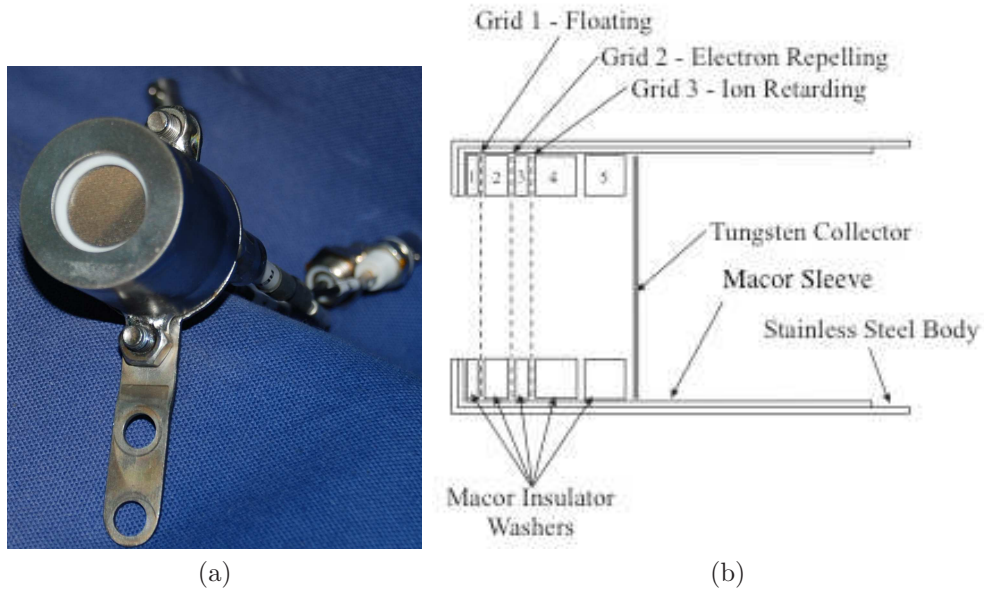 Grid 1 - Floating
Grid 2 - Electron Repelling
Grid 3 - Ion Retarding
1 2 3 4 5
Tungsten Collector
Macor Sleeve
Stainless Steel Body
Macor Insulator
Washers
(a) (b)